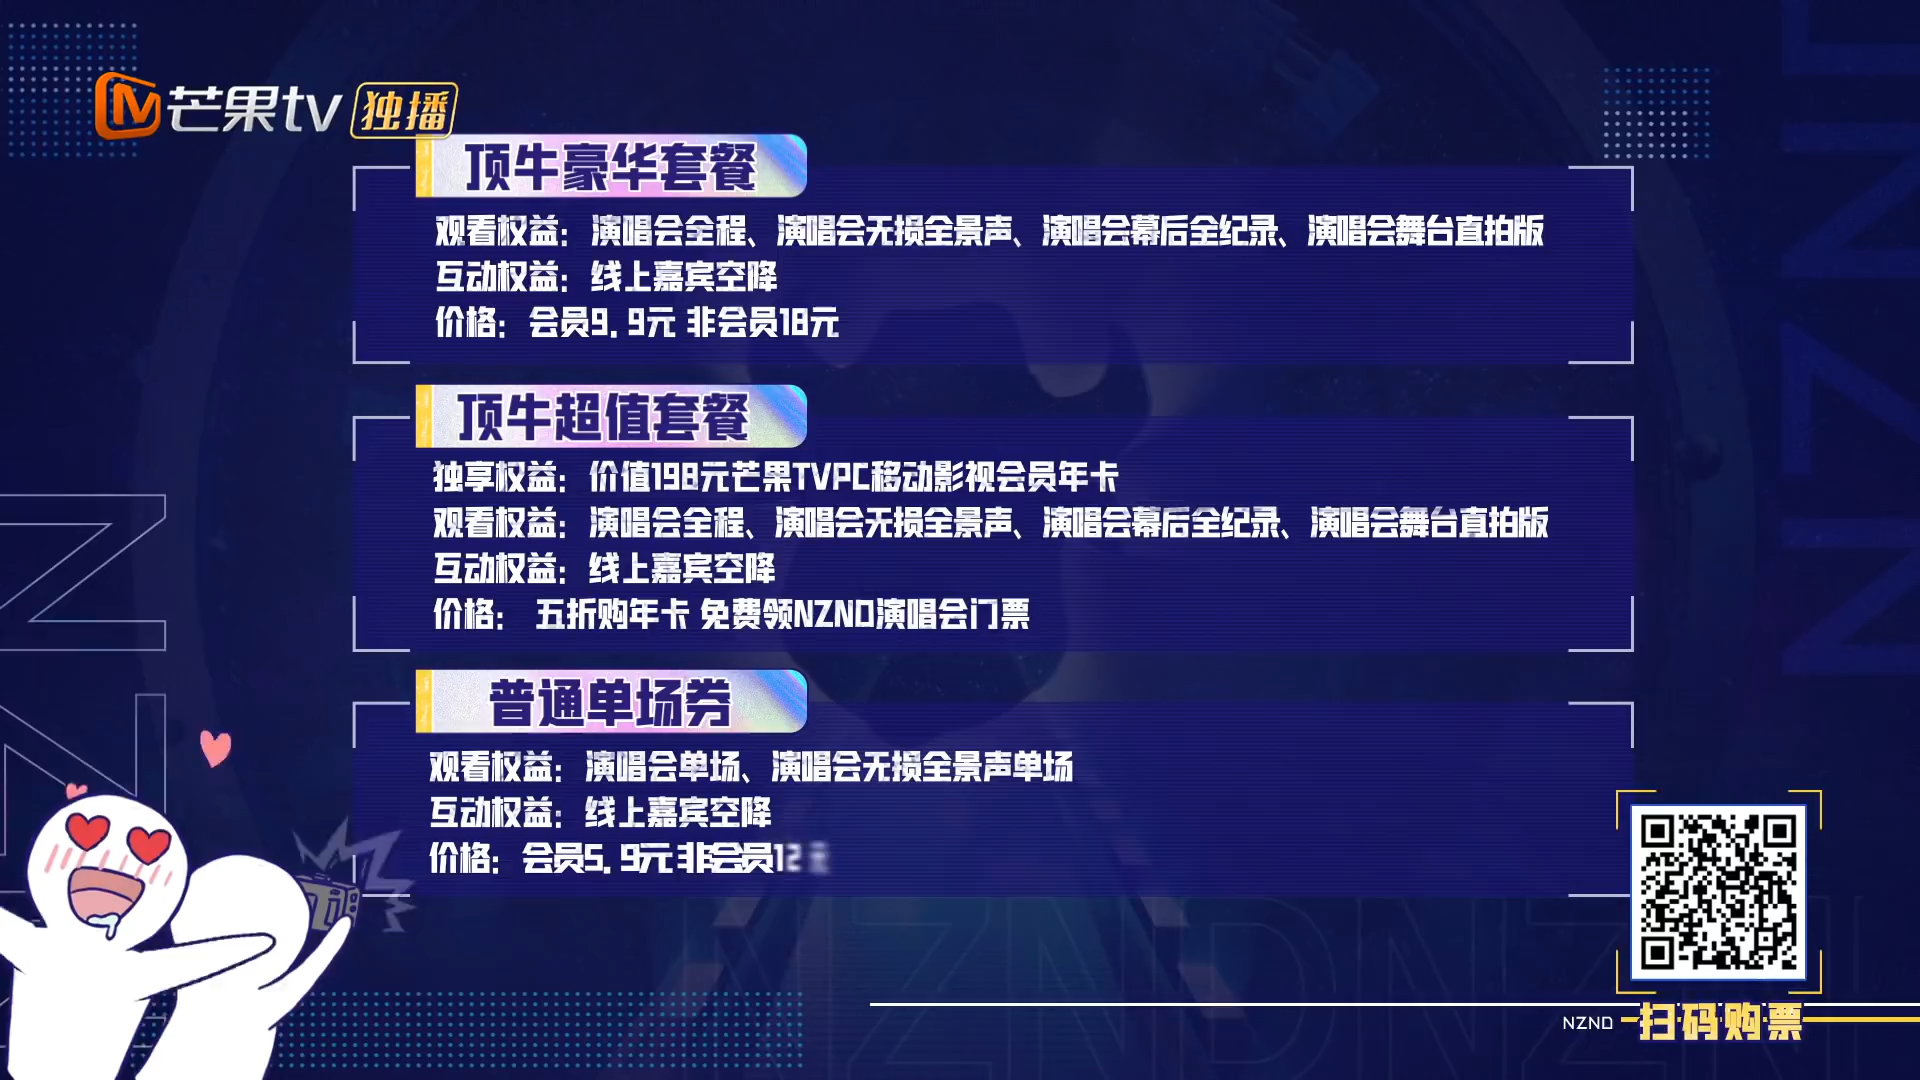 芒果tv 独播
顶牛豪华套餐
观看权益：演唱会全程、演唱会无损全景声、演唱会幕后全纪录、演唱会舞台直拍版
互动权益：线上嘉宾空降
价格：会员9.9元 非会员18元
顶牛超值套餐
独享权益：价值198元芒果TVPC移动影视会员年卡
观看权益：演唱会全程、演唱会无损全景声、演唱会幕后全纪录、演唱会舞台直拍版
互动权益：线上嘉宾空降
价格： 五折购年卡 免费领NZND演唱会门票
普通单场券
观看权益：演唱会单场、演唱会无损全景声单场
互动权益：线上嘉宾空降
价格：会员5.9元 非会员12元
NZND 扫码购票